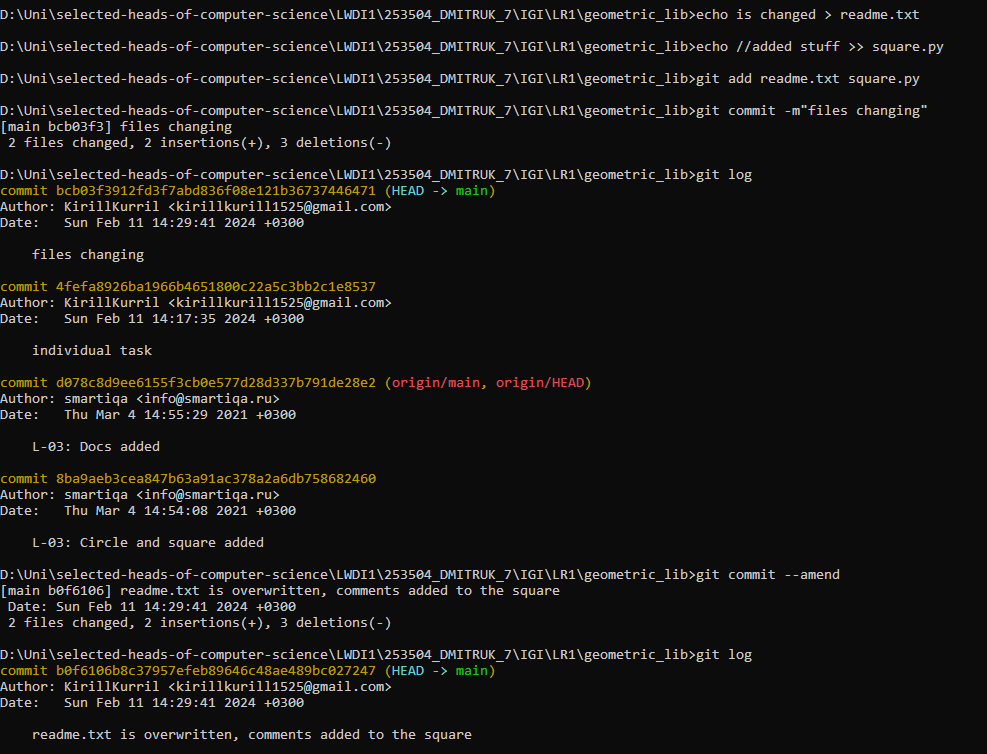 D:\Uni\selected-heads-of-computer-science\LWDI1\253504_DMITRUK_7\IGI\LR1\geometric_lib>echo is changed > readme.txt
D:\Uni\selected-heads-of-computer-science\LWDI1\253504_DMITRUK_7\IGI\LR1\geometric_lib>echo //added stuff >> square.py
D:\Uni\selected-heads-of-computer-science\LWDI1\253504_DMITRUK_7\IGI\LR1\geometric_lib>git add readme.txt square.py
D:\Uni\selected-heads-of-computer-science\LWDI1\253504_DMITRUK_7\IGI\LR1\geometric_lib>git commit -m"files changing"
[main bcb03f3] files changing
 2 files changed, 2 insertions(+), 3 deletions(-)
D:\Uni\selected-heads-of-computer-science\LWDI1\253504_DMITRUK_7\IGI\LR1\geometric_lib>git log
commit bcb03f3912fd3f7abd836f08e121b36737446471 (HEAD -> main)
Author: KirillKurril <kirillkurill1525@gmail.com>
Date:   Sun Feb 11 14:29:41 2024 +0300
    files changing
commit 4fefa8926ba1966b4651800c22a5c3bb2c1e8537
Author: KirillKurril <kirillkurill1525@gmail.com>
Date:   Sun Feb 11 14:17:35 2024 +0300
    individual task
commit d078c8d9ee6155f3cb0e577d28d337b791de28e2 (origin/main, origin/HEAD)
Author: smartiqa <info@smartiqa.ru>
Date:   Thu Mar 4 14:55:29 2021 +0300
    L-03: Docs added
commit 8ba9aeb3cea847b63a91ac378a2a6db758682460
Author: smartiqa <info@smartiqa.ru>
Date:   Thu Mar 4 14:54:08 2021 +0300
    L-03: Circle and square added
D:\Uni\selected-heads-of-computer-science\LWDI1\253504_DMITRUK_7\IGI\LR1\geometric_lib>git commit --amend
[main b0f6106] readme.txt is overwritten, comments added to the square
 Date: Sun Feb 11 14:29:41 2024 +0300
 2 files changed, 2 insertions(+), 3 deletions(-)
D:\Uni\selected-heads-of-computer-science\LWDI1\253504_DMITRUK_7\IGI\LR1\geometric_lib>git log
commit b0f6106b8c37957efeb89646c48ae489bc027247 (HEAD -> main)
Author: KirillKurril <kirillkurill1525@gmail.com>
Date:   Sun Feb 11 14:29:41 2024 +0300
    readme.txt is overwritten, comments added to the square